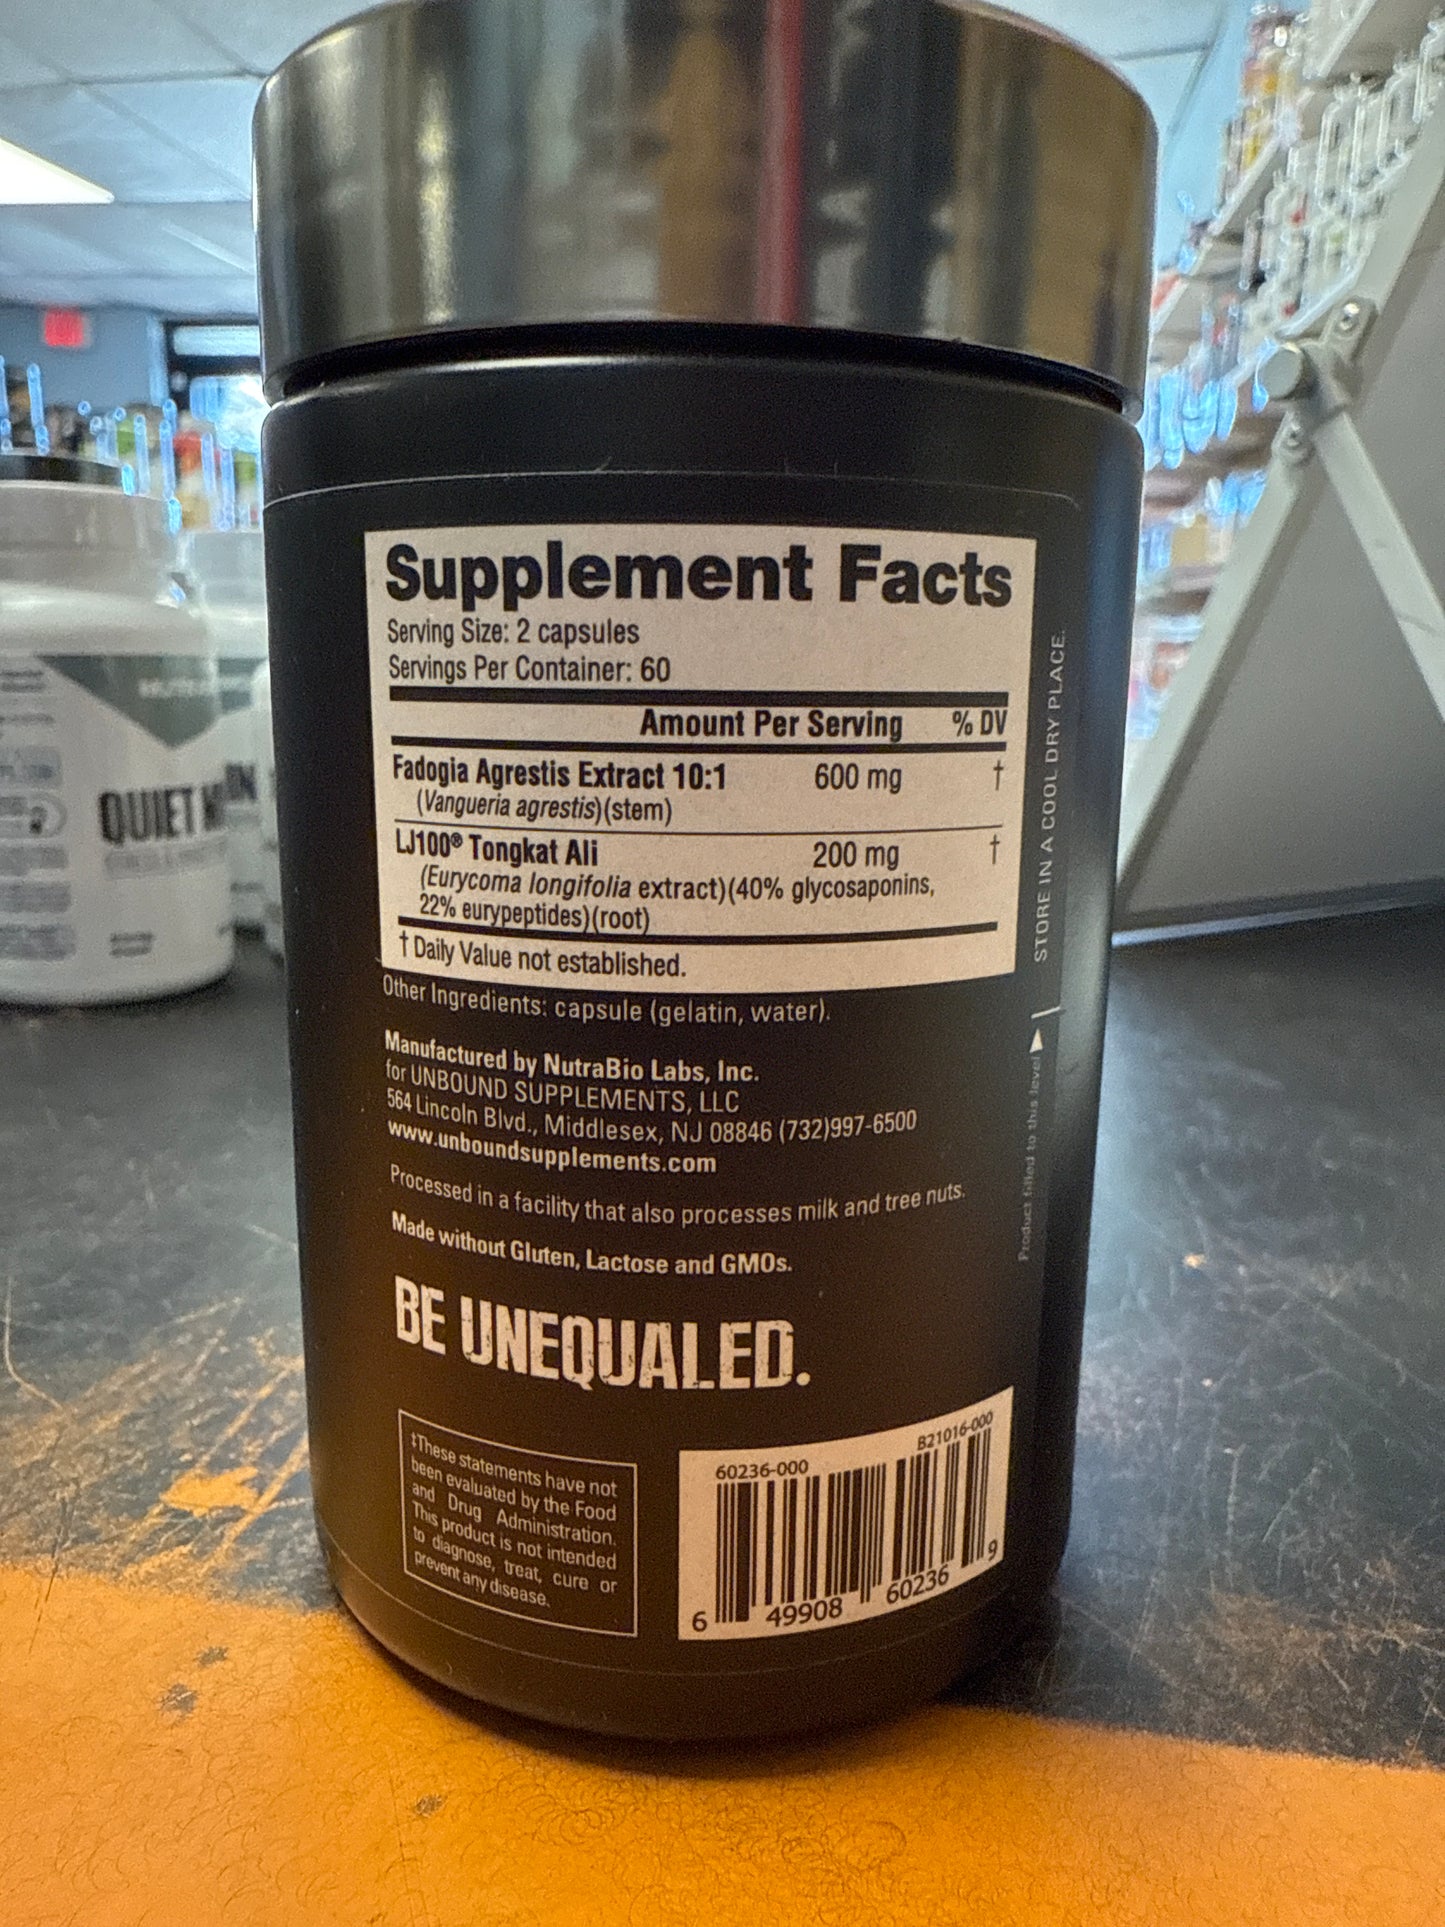 Supplement Facts
Serving Size: 2 capsules
Servings Per Container: 60
Amount Per Serving % DV
Fadogia Agrestis Extract 10:1 600 mg †
(Vangueria agrestis)(stem)
LJ100® Tongkat Ali 200 mg †
(Eurycoma longifolia extract)(40% glycosaponins,
22% eurypeptides)(root)
† Daily Value not established.
Other Ingredients: capsule (gelatin, water).
Manufactured by NutraBio Labs, Inc.
for UNBOUND SUPPLEMENTS, LLC
564 Lincoln Blvd., Middlesex, NJ 08846 (732)997-6500
www.unboundsupplements.com
Processed in a facility that also processes milk and tree nuts.
Made without Gluten, Lactose and GMOs.
BE UNEQUALED.
‡These statements have not
been evaluated by the Food
and Drug Administration.
This product is not intended
to diagnose, treat, cure or
prevent any disease.
60236-000 B21016-000
6 49908 60236 9
STORE IN A COOL DRY PLACE.
Product filled to this level
QUIET